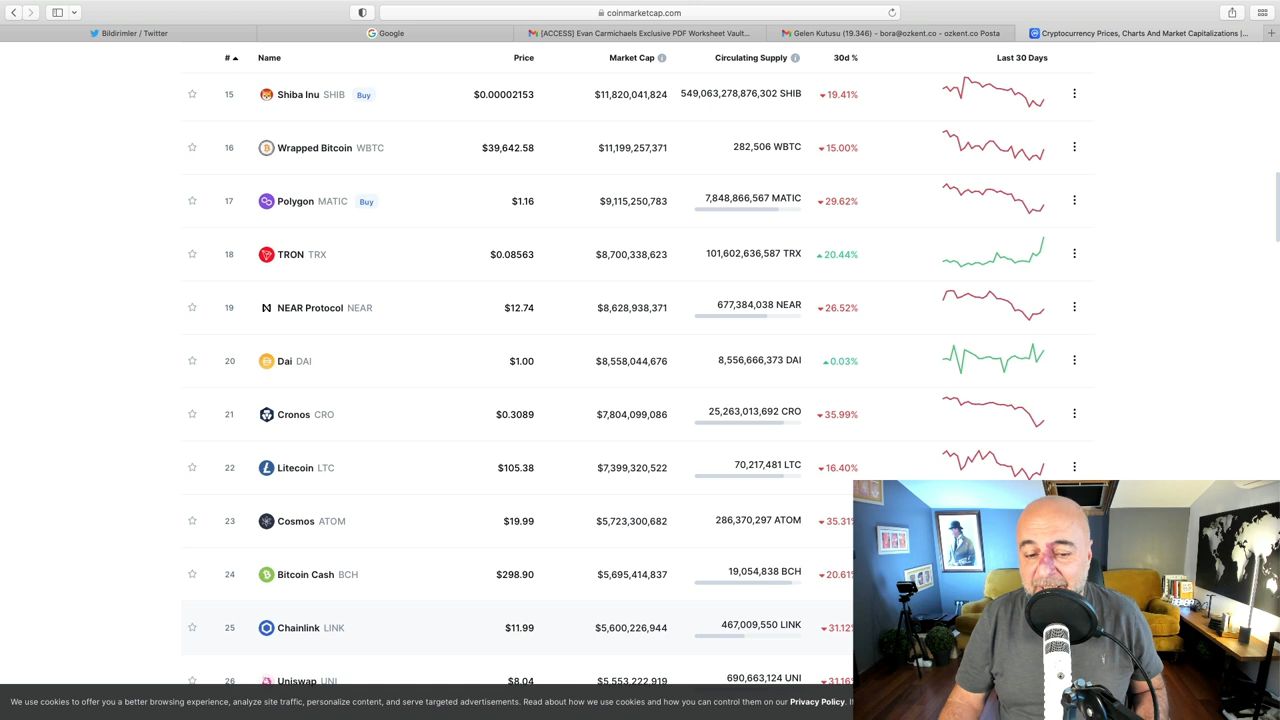 coinmarketcap.com
Bildirimler / Twitter
Google
[ACCESS] Evan Carmichaels Exclusive PDF Worksheet Vault...
Gelen Kutusu (19.346) - bora@ozkent.co - ozkent.co Posta
Cryptocurrency Prices, Charts And Market Capitalizations |...
# Name Price Market Cap Circulating Supply 30d % Last 30 Days
15 Shiba Inu SHIB Buy $0.00002153 $11,820,041,824 549,063,278,876,302 SHIB 19.41%
16 Wrapped Bitcoin WBTC $39,642.58 $11,199,257,371 282,506 WBTC 15.00%
17 Polygon MATIC Buy $1.16 $9,115,250,783 7,848,866,567 MATIC 29.62%
18 TRON TRX $0.08563 $8,700,338,623 101,602,636,587 TRX 20.44%
19 NEAR Protocol NEAR $12.74 $8,628,938,371 677,384,038 NEAR 26.52%
20 Dai DAI $1.00 $8,558,044,676 8,556,666,373 DAI 0.03%
21 Cronos CRO $0.3089 $7,804,099,086 25,263,013,692 CRO 35.99%
22 Litecoin LTC $105.38 $7,399,320,522 70,217,481 LTC 16.40%
23 Cosmos ATOM $19.99 $5,723,300,682 286,370,297 ATOM 35.31%
24 Bitcoin Cash BCH $298.90 $5,695,414,837 19,054,838 BCH 20.61%
25 Chainlink LINK $11.99 $5,600,226,944 467,009,550 LINK 31.12%
26 Uniswap UNI $8.04 $5,553,222,919 690,663,124 UNI 31.16%
We use cookies to offer you a better browsing experience, analyze site traffic, personalize content, and serve targeted advertisements. Read about how we use cookies and how you can control them on our Privacy Policy.